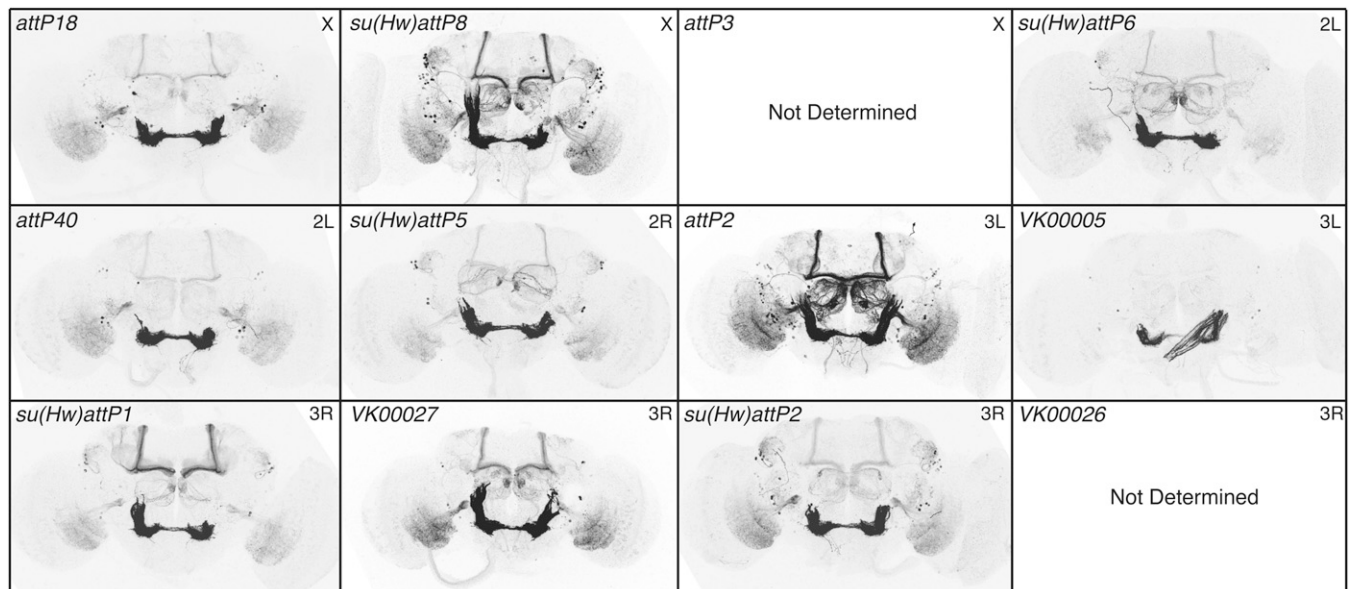 attP18 X
su(Hw)attP8 X
attP3 X
su(Hw)attP6 2L
Not Determined
attP40 2L
su(Hw)attP5 2R
attP2 3L
VK00005 3L
su(Hw)attP1 3R
VK00027 3R
su(Hw)attP2 3R
VK00026 3R
Not Determined